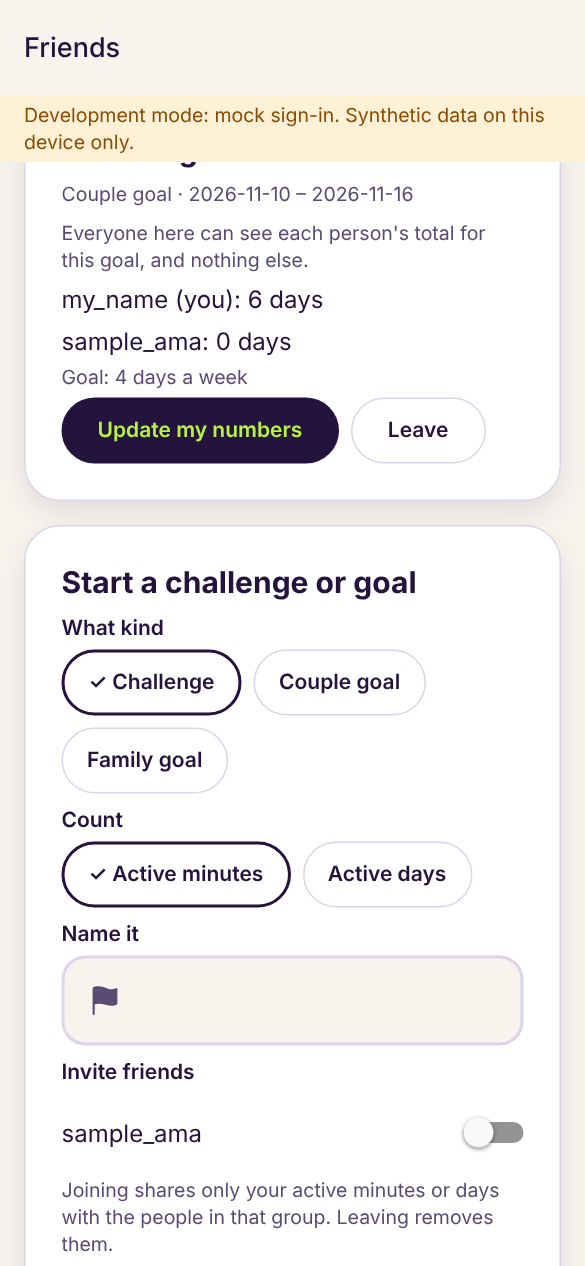 Friends
Development mode: mock sign-in. Synthetic data on this
device only.
Couple goal · 2026-11-10 – 2026-11-16
Everyone here can see each person's total for
this goal, and nothing else.
my_name (you): 6 days
sample_ama: 0 days
Goal: 4 days a week
Update my numbers
Leave
Start a challenge or goal
What kind
✓ Challenge
Couple goal
Family goal
Count
✓ Active minutes
Active days
Name it
Invite friends
sample_ama
Joining shares only your active minutes or days
with the people in that group. Leaving removes
them.